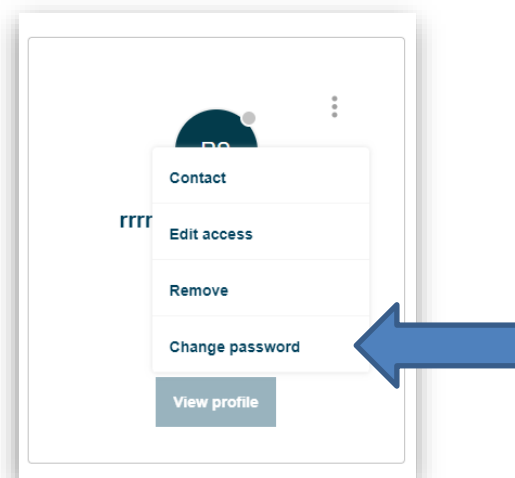 Contact
rrrr
Edit access
Remove
Change password
View profile